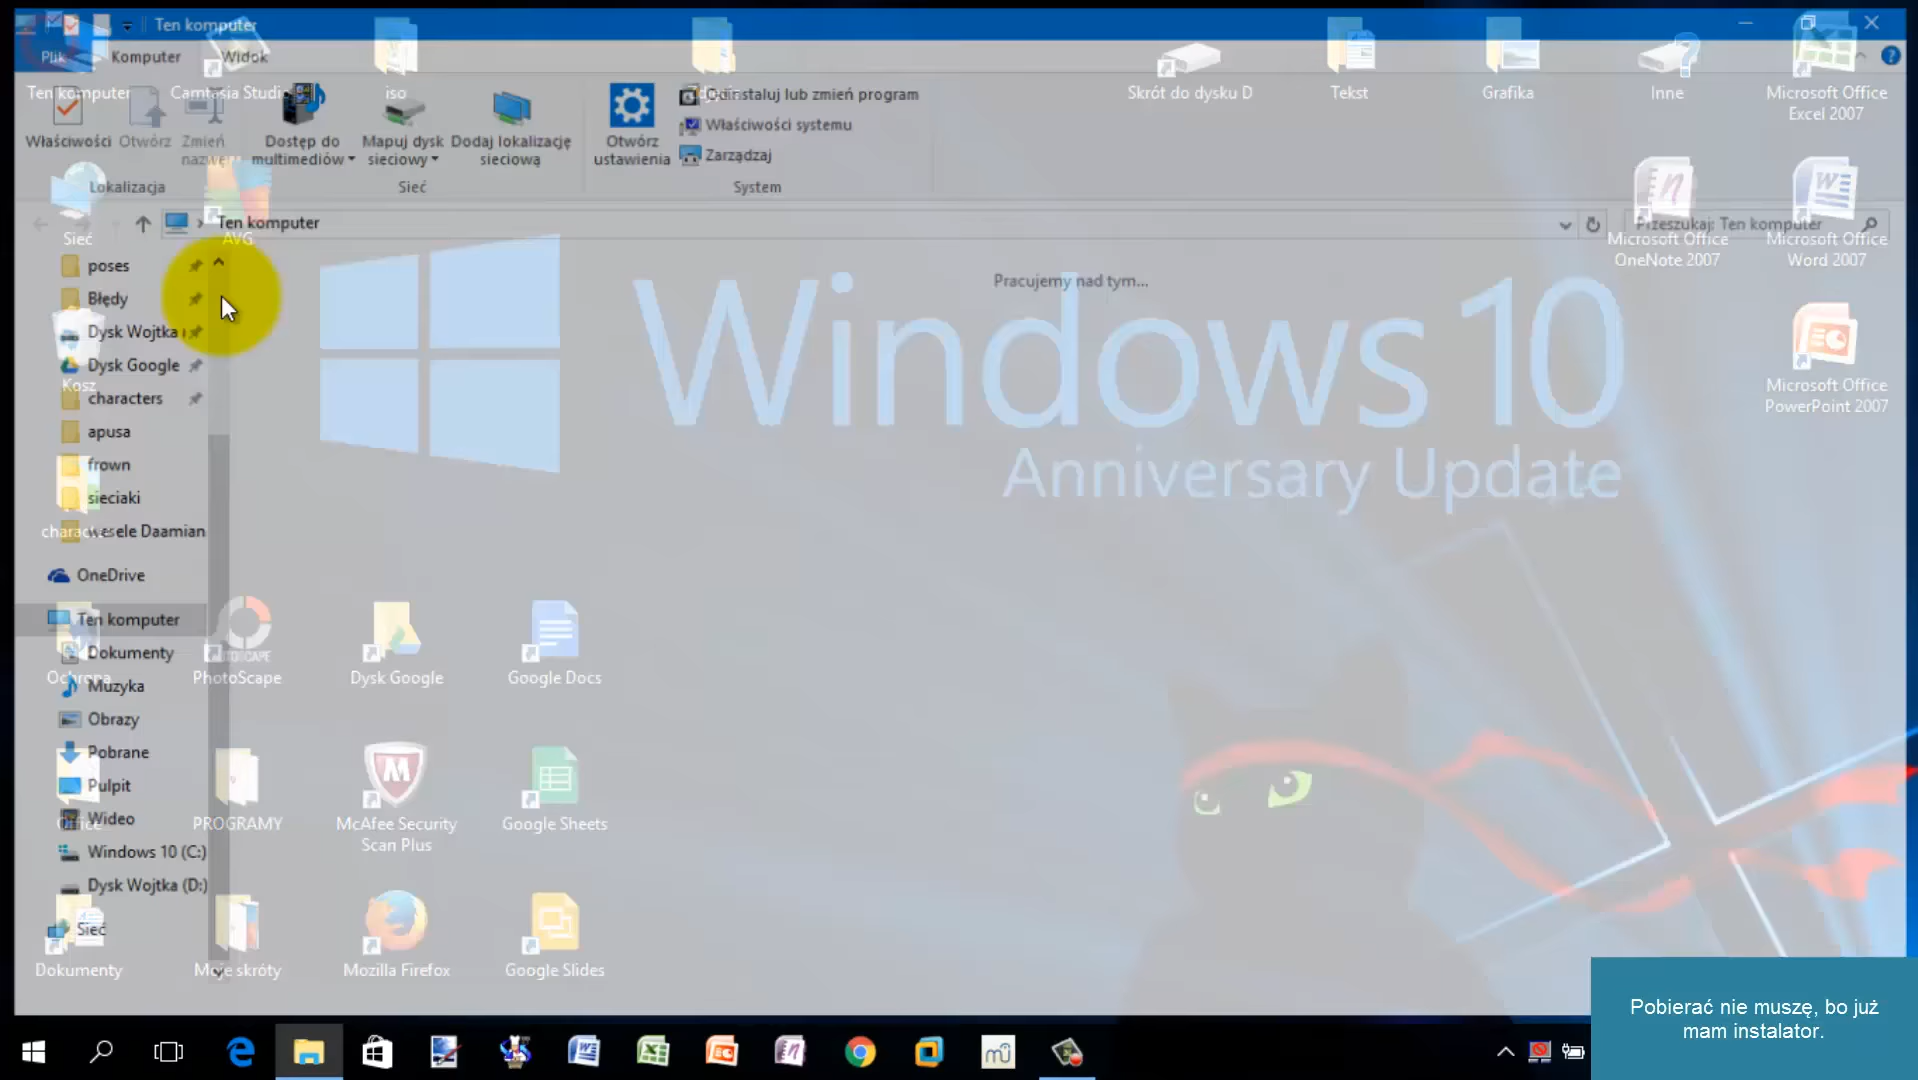 Ten komputer
Plik
Komputer
Widok
Ten komputer
Camtasia Studio
iso
Skrót do dysku D
Tekst
Grafika
Inne
Microsoft Office
Excel 2007
Odinstaluj lub zmień program
Właściwości systemu
Zarządzaj
Właściwości
Otwórz
Zmień
nazwę
Dostęp do
multimediów
Mapuj dysk
sieciowy
Dodaj lokalizację
sieciową
Otwórz
ustawienia
Lokalizacja
Sieć
System
Ten komputer
Przeszukaj: Ten komputer
Sieć
AVG
Microsoft Office
OneNote 2007
Microsoft Office
Word 2007
poses
Błędy
Dysk Wojtka
Dysk Google
Kosz
characters
apusa
frown
sieciaki
wesele Daamian
Pracujemy nad tym...
Windows 10
Anniversary Update
Microsoft Office
PowerPoint 2007
OneDrive
Ten komputer
Dokumenty
Ochrona
PhotoScape
Dysk Google
Google Docs
Muzyka
Obrazy
Pobrane
Pulpit
Wideo
Office
PROGRAMY
McAfee Security
Scan Plus
Google Sheets
Windows 10 (C:)
Dysk Wojtka (D:)
Sieć
Dokumenty
Moje skróty
Mozilla Firefox
Google Slides
Pobierać nie muszę, bo już
mam instalator.